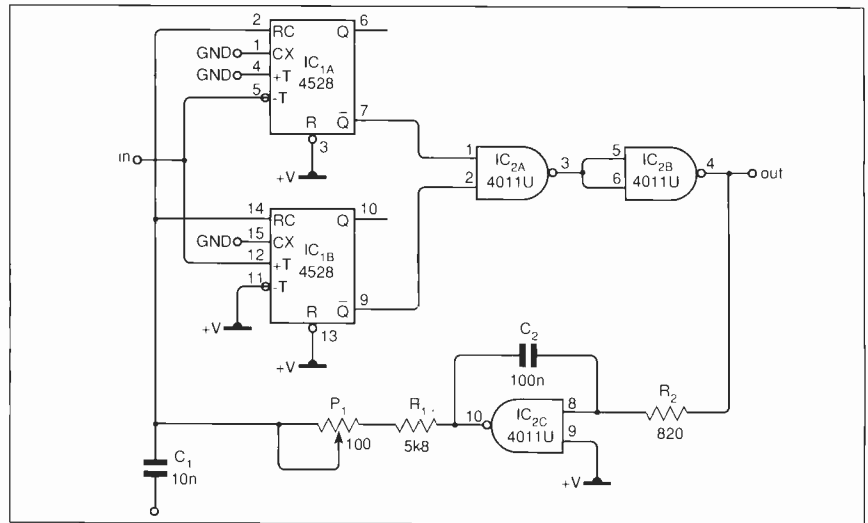 2
RC
Q
6
GND
1
CX
IC1A
4528
GND
4
+T
5
-T
R
Q̅
7
3
+V
in
1
2
IC2A
4011U
3
5
6
IC2B
4011U
4
out
14
RC
Q
10
GND
15
CX
IC1B
4528
12
+T
11
-T
R
Q̅
9
13
+V
+V
C2
100n
P1
100
R1
5k8
10
IC2C
4011U
8
9
R2
820
+V
C1
10n